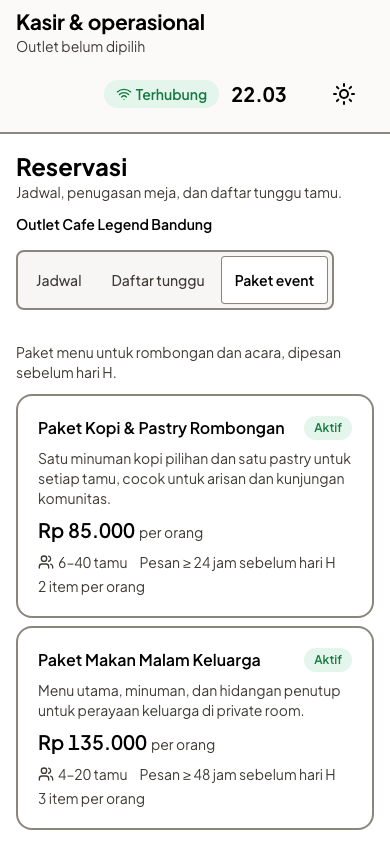 Kasir & operasional
Outlet belum dipilih
Terhubung 22.03
Reservasi
Jadwal, penugasan meja, dan daftar tunggu tamu.
Outlet Cafe Legend Bandung
Jadwal Daftar tunggu Paket event
Paket menu untuk rombongan dan acara, dipesan
sebelum hari H.
Paket Kopi & Pastry Rombongan Aktif
Satu minuman kopi pilihan dan satu pastry untuk
setiap tamu, cocok untuk arisan dan kunjungan
komunitas.
Rp 85.000 per orang
6–40 tamu Pesan ≥ 24 jam sebelum hari H
2 item per orang
Paket Makan Malam Keluarga Aktif
Menu utama, minuman, dan hidangan penutup
untuk perayaan keluarga di private room.
Rp 135.000 per orang
4–20 tamu Pesan ≥ 48 jam sebelum hari H
3 item per orang